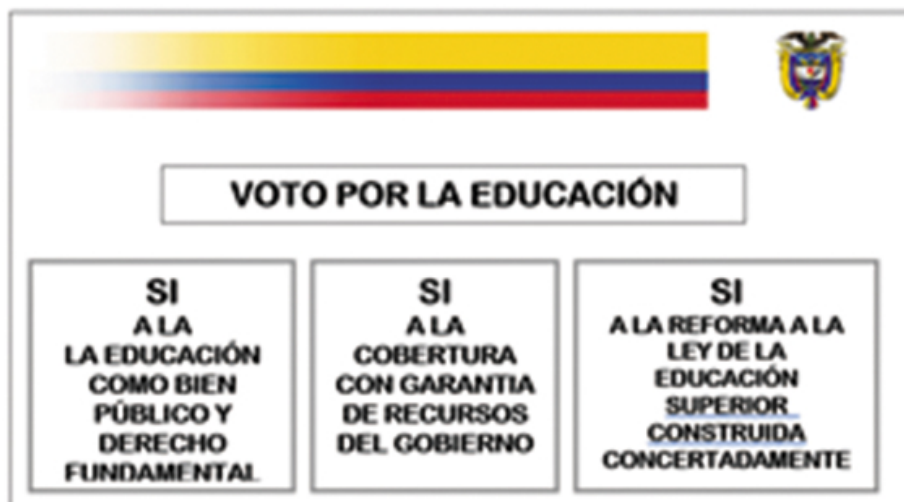 VOTO POR LA EDUCACIÓN
SI
A LA
LA EDUCACIÓN
COMO BIEN
PÚBLICO Y
DERECHO
FUNDAMENTAL
SI
A LA
COBERTURA
CON GARANTIA
DE RECURSOS
DEL GOBIERNO
SI
A LA REFORMA A LA
LEY DE LA
EDUCACIÓN
SUPERIOR
CONSTRUIDA
CONCERTADAMENTE